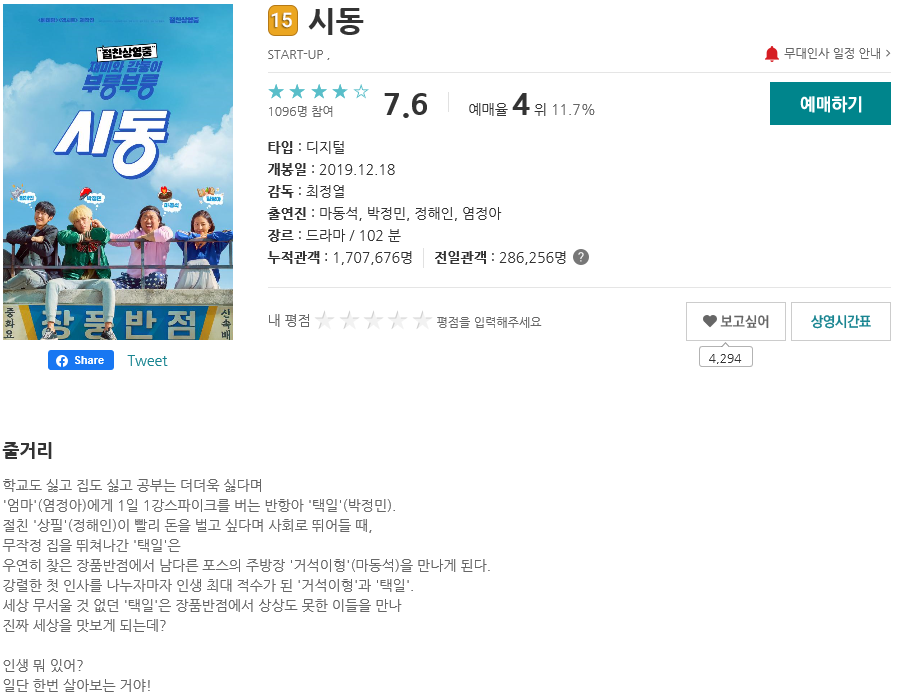 절찬상영중
재미와 감동이
부릉부릉
시동
박정민
마동석
중화요
장풍반점
신속배
Share
Tweet
15 시동
START-UP ,
무대인사 일정 안내 >
1096명 참여
7.6
예매율 4 위 11.7%
예매하기
타입 : 디지털
개봉일 : 2019.12.18
감독 : 최정열
출연진 : 마동석, 박정민, 정해인, 염정아
장르 : 드라마 / 102 분
누적관객 : 1,707,676명
전일관객 : 286,256명 ?
내 평점
평점을 입력해주세요
보고싶어
4,294
상영시간표
줄거리
학교도 싫고 집도 싫고 공부는 더더욱 싫다며
'엄마'(염정아)에게 1일 1강스파이크를 버는 반항아 '택일'(박정민).
절친 '상필'(정해인)이 빨리 돈을 벌고 싶다며 사회로 뛰어들 때,
무작정 집을 뛰쳐나간 '택일'은
우연히 찾은 장풍반점에서 남다른 포스의 주방장 '거석이형'(마동석)을 만나게 된다.
강렬한 첫 인사를 나누자마자 인생 최대 적수가 된 '거석이형'과 '택일'.
세상 무서울 것 없던 '택일'은 장풍반점에서 상상도 못한 이들을 만나
진짜 세상을 맛보게 되는데?
인생 뭐 있어?
일단 한번 살아보는 거야!